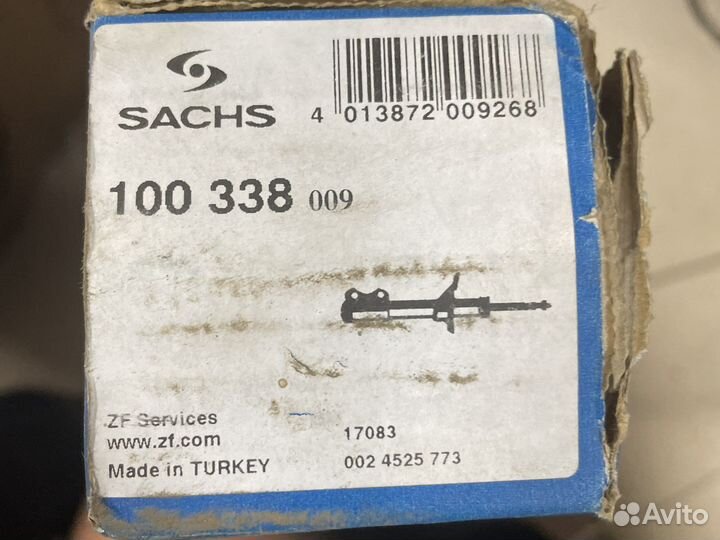 SACHS
4 013872 009268
100 338 009
ZF Services
www.zf.com
Made in TURKEY
17083
002 4525 773
Avito